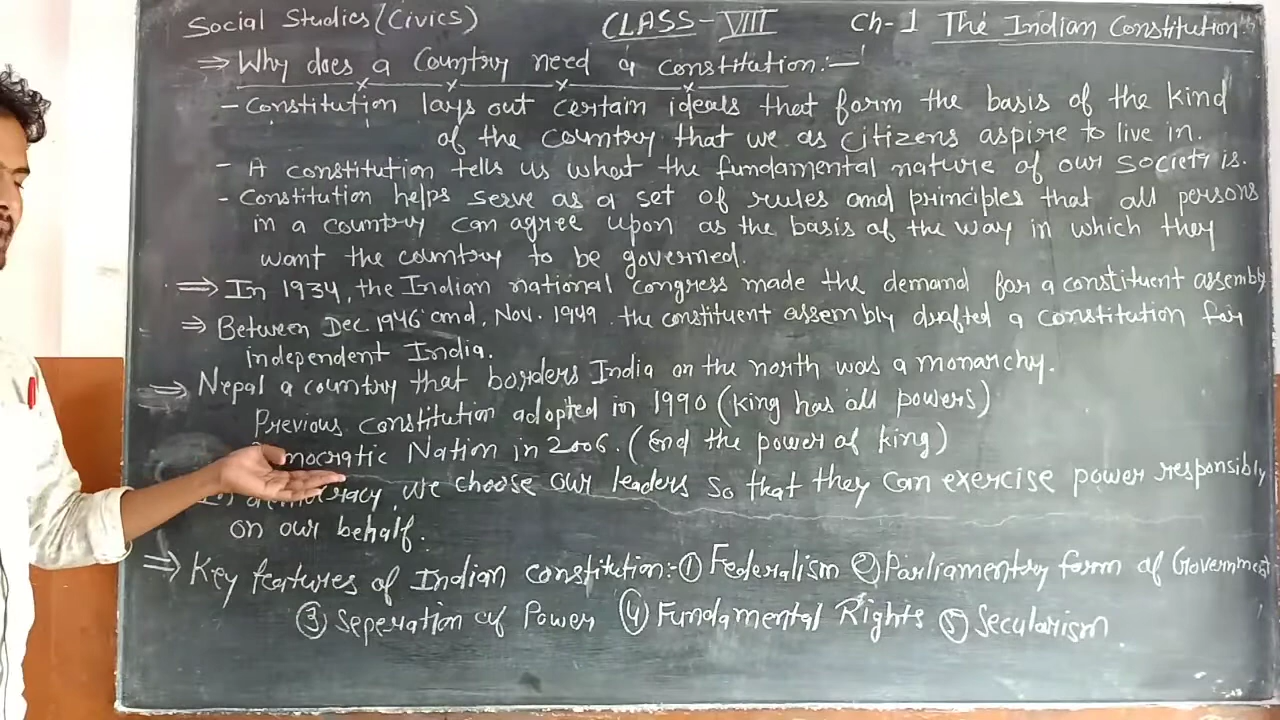 Social Studies (Civics) CLASS-VIII Ch-1 The Indian Constitution
⇒ Why does a Country need a constitution:-
- Constitution lays out certain ideals that form the basis of the kind
of the country that we as citizens aspire to live in.
- A constitution tells us what the fundamental nature of our society is.
- Constitution helps serve as a set of rules and principles that all persons
in a country can agree upon as the basis of the way in which they
want the country to be governed.
⇒ In 1934, the Indian national congress made the demand for a constituent assembly
⇒ Between Dec. 1946 and, Nov. 1949 the constituent assembly drafted a constitution for
independent India.
⇒ Nepal a country that borders India on the north was a monarchy.
Previous constitution adopted in 1990 (King has all powers)
Nation in 2006. (End the power of king)
we choose our leaders so that they can exercise power responsibly
on our behalf.
⇒ Key features of Indian constitution:- ① Federalism ② Parliamentry form of Government
③ Seperation of Power ④ Fundamental Rights ⑤ Secularism